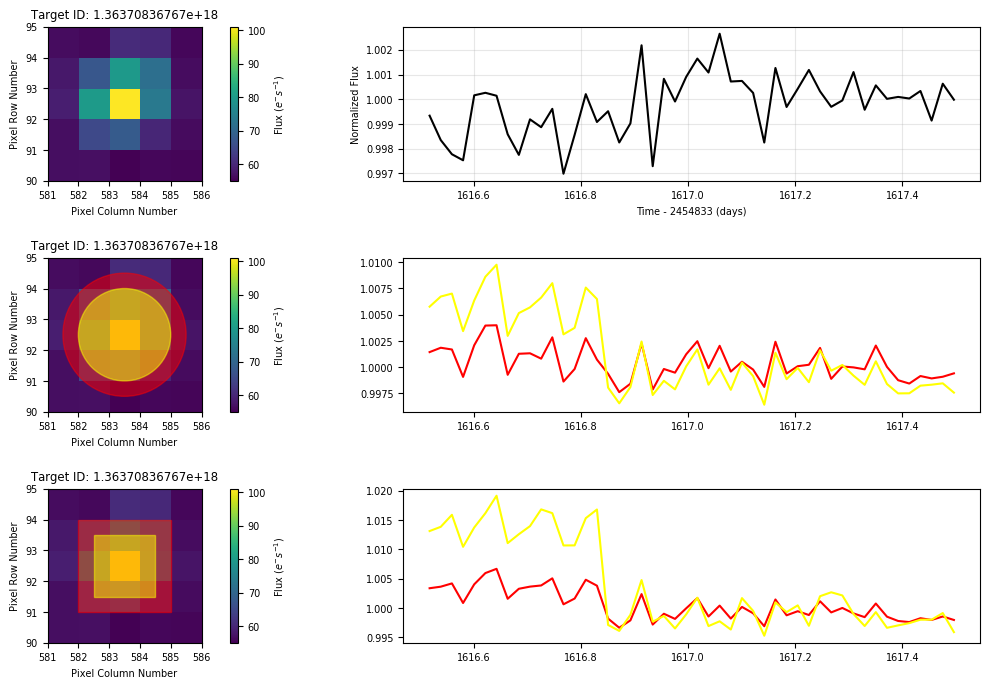 Target ID: 1.36370836767e+18
95
94
93
92
91
90
Pixel Row Number
581 582 583 584 585 586
Pixel Column Number
100
90
80
70
60
Flux (e⁻s⁻¹)
1.002
1.001
1.000
0.999
0.998
0.997
Normalized Flux
1616.6 1616.8 1617.0 1617.2 1617.4
Time - 2454833 (days)
Target ID: 1.36370836767e+18
95
94
93
92
91
90
Pixel Row Number
581 582 583 584 585 586
Pixel Column Number
100
90
80
70
60
Flux (e⁻s⁻¹)
1.0100
1.0075
1.0050
1.0025
1.0000
0.9975
1616.6 1616.8 1617.0 1617.2 1617.4
Target ID: 1.36370836767e+18
95
94
93
92
91
90
Pixel Row Number
581 582 583 584 585 586
Pixel Column Number
100
90
80
70
60
Flux (e⁻s⁻¹)
1.020
1.015
1.010
1.005
1.000
0.995
1616.6 1616.8 1617.0 1617.2 1617.4